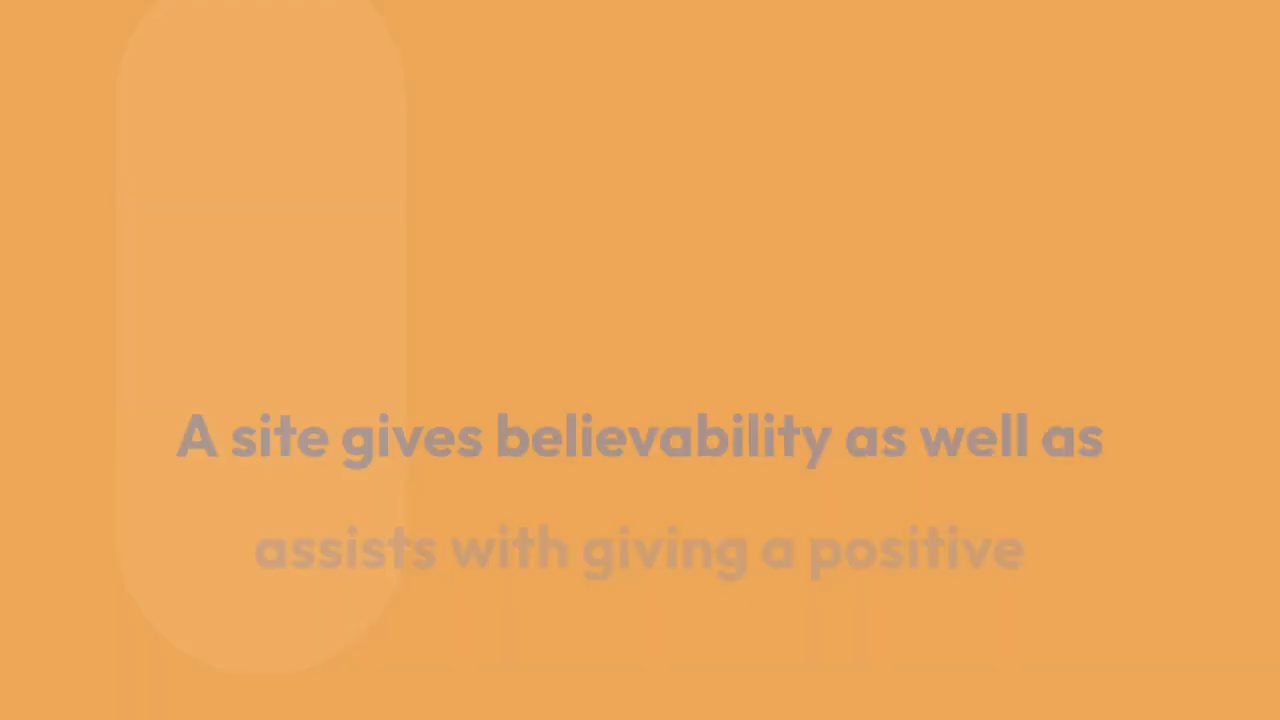 A site gives believability as well as
assists with giving a positive